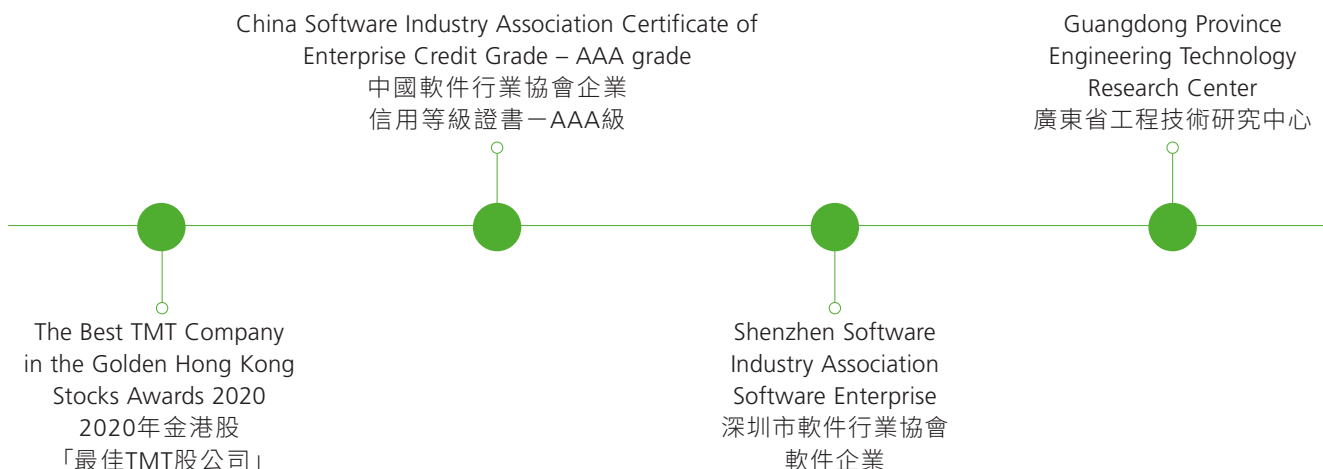 China Software Industry Association Certificate of
Enterprise Credit Grade – AAA grade
中國軟件行業協會企業
信用等級證書－AAA級
Guangdong Province
Engineering Technology
Research Center
廣東省工程技術研究中心
The Best TMT Company
in the Golden Hong Kong
Stocks Awards 2020
2020年金港股
「最佳TMT股公司」
Shenzhen Software
Industry Association
Software Enterprise
深圳市軟件行業協會
軟件企業